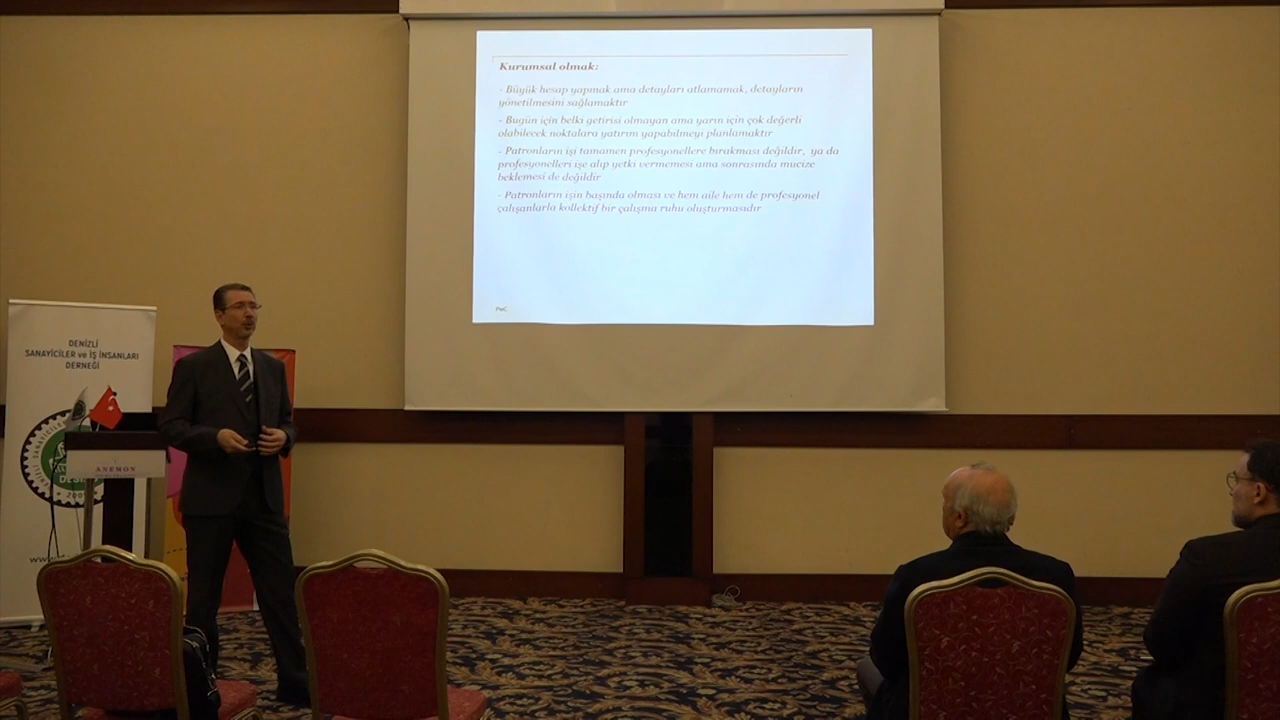 Kurumsal olmak:
- Büyük hesap yapmak ama detayları atlamamak, detayların
yönetilmesini sağlamaktır
- Bugün için belki getirisi olmayan ama yarın için çok değerli
olabilecek noktalara yatırım yapabilmeyi planlamaktır
- Patronların işi tamamen profesyonellere bırakması değildir, ya da
profesyonelleri işe alıp yetki vermemesi ama sonrasında mucize
beklemesi de değildir
- Patronların işin başında olması ve hem aile hem de profesyonel
çalışanlarla kollektif bir çalışma ruhu oluşturmasıdır
PwC
DENİZLİ
SANAYİCİLER ve İŞ İNSANLARI
DERNEĞİ
ANEMON